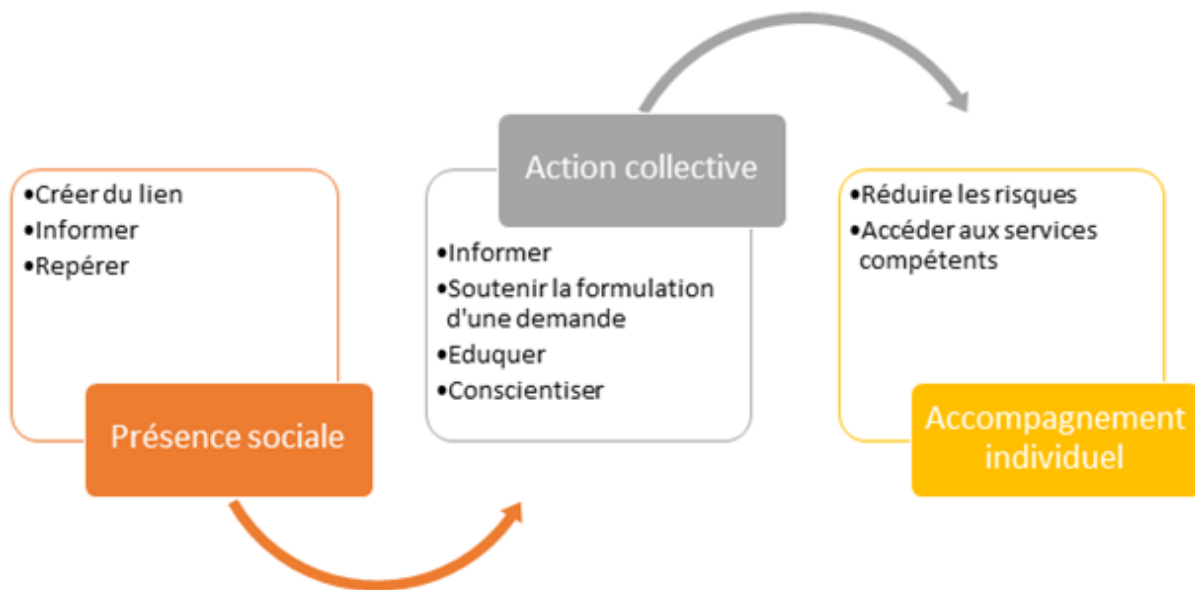 •Créer du lien
•Informer
•Repérer
Présence sociale
Action collective
•Informer
•Soutenir la formulation
d'une demande
•Eduquer
•Conscientiser
•Réduire les risques
•Accéder aux services
compétents
Accompagnement
individuel